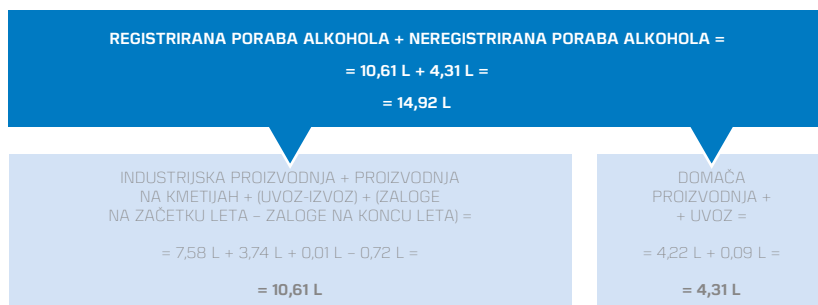 REGISTRIRANA PORABA ALKOHOLA + NEREGISTRIRANA PORABA ALKOHOLA =
= 10,61 L + 4,31 L =
= 14,92 L
INDUSTRIJSKA PROIZVODNJA + PROIZVODNJA
NA KMETIJAH + (UVOZ-IZVOZ) + (ZALOGE
NA ZAČETKU LETA – ZALOGE NA KONCU LETA) =
= 7,58 L + 3,74 L + 0,01 L – 0,72 L =
= 10,61 L
DOMAČA
PROIZVODNJA +
+ UVOZ =
= 4,22 L + 0,09 L =
= 4,31 L